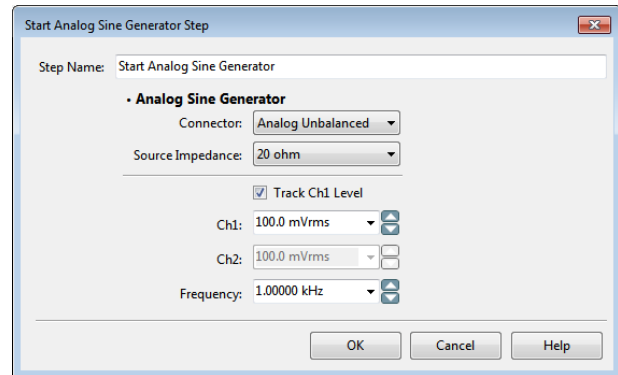 Start Analog Sine Generator Step
Step Name: Start Analog Sine Generator
• Analog Sine Generator
Connector: Analog Unbalanced
Source Impedance: 20 ohm
Track Ch1 Level
Ch1: 100.0 mVrms
Ch2: 100.0 mVrms
Frequency: 1.00000 kHz
OK Cancel Help